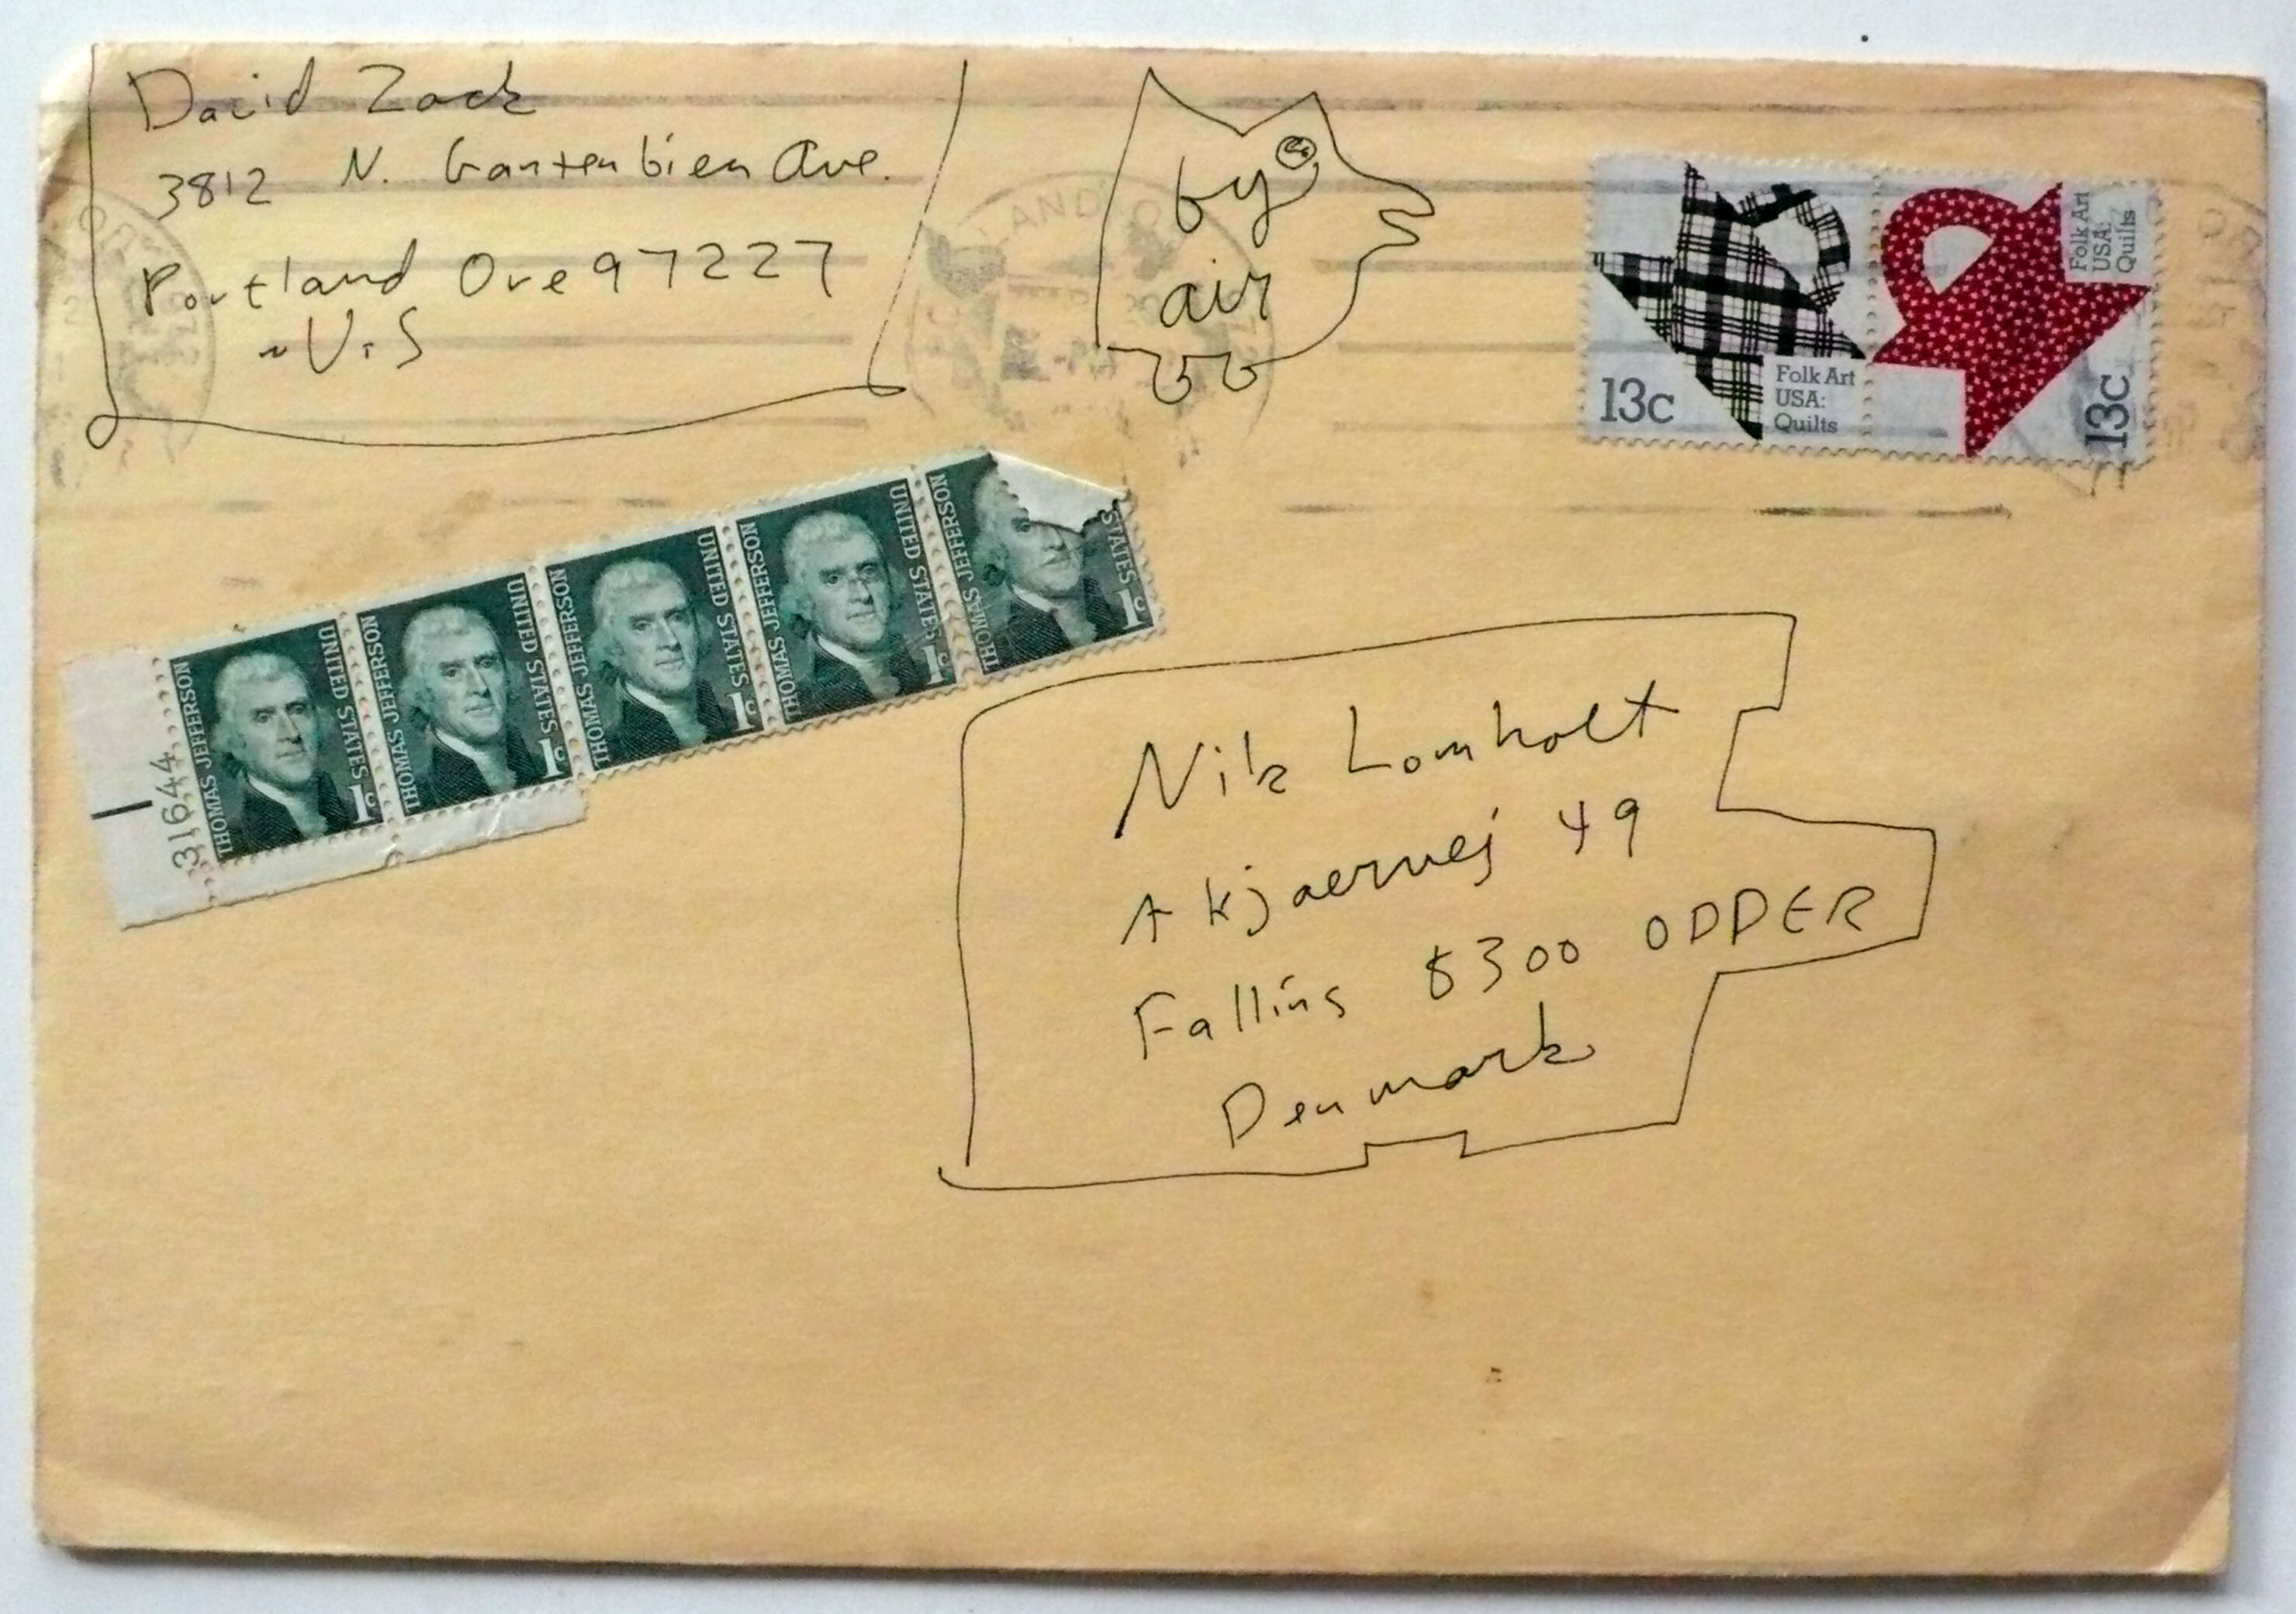 David Zack
3812 N. Gantenbien Ave.
Portland Ore 97227
U.S
by
air
13c
Folk Art
USA:
Quilts
Folk Art
USA:
Quilts
13c
31644
THOMAS JEFFERSON
UNITED STATES
1c
THOMAS JEFFERSON
UNITED STATES
1c
THOMAS JEFFERSON
UNITED STATES
1c
THOMAS JEFFERSON
UNITED STATES
1c
THOMAS JEFFERSON
STATES
1c
Nik Lomholt
Akjaervej 49
Falling 8300 ODDER
Denmark